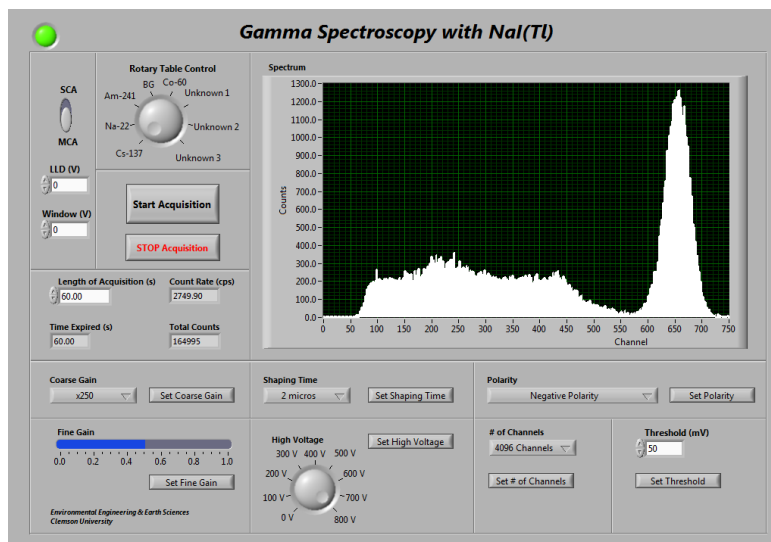 Gamma Spectroscopy with NaI(Tl)
SCA
MCA
LLD (V)
0
Window (V)
0
Rotary Table Control
BG Co-60
Am-241 Unknown 1
Na-22 Unknown 2
Cs-137 Unknown 3
Start Acquisition
STOP Acquisition
Length of Acquisition (s) Count Rate (cps)
60.00 2749.90
Time Expired (s) Total Counts
60.00 164995
Spectrum
1300.0
1200.0
1100.0
1000.0
900.0
800.0
700.0
600.0
500.0
400.0
300.0
200.0
100.0
0.0
Counts
0 50 100 150 200 250 300 350 400 450 500 550 600 650 700 750
Channel
Coarse Gain
x250 Set Coarse Gain
Shaping Time
2 micros Set Shaping Time
Polarity
Negative Polarity Set Polarity
Fine Gain
0.0 0.2 0.4 0.6 0.8 1.0
Set Fine Gain
Environmental Engineering & Earth Sciences
Clemson University
High Voltage Set High Voltage
300 V 400 V 500 V
200 V 600 V
100 V 700 V
0 V 800 V
# of Channels
4096 Channels
Set # of Channels
Threshold (mV)
50
Set Threshold